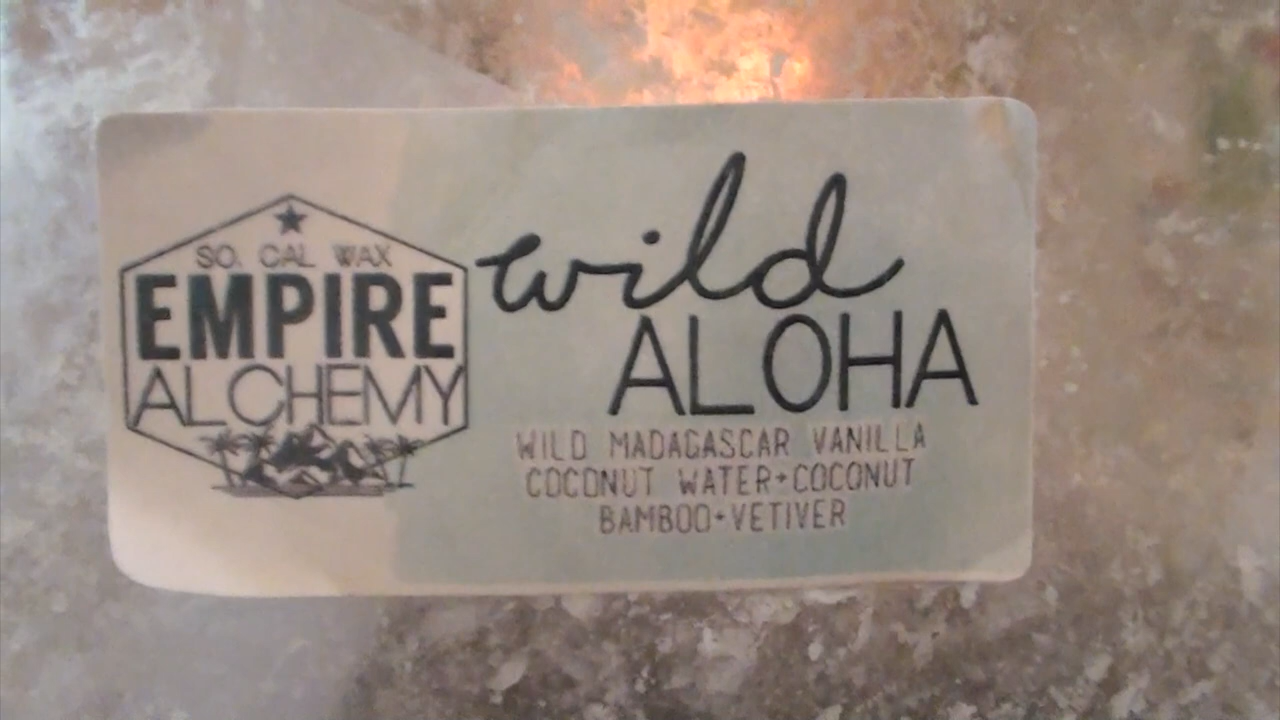 SO. CAL WAX
EMPIRE
ALCHEMY
wild
ALOHA
WILD MADAGASCAR VANILLA
COCONUT WATER+COCONUT
BAMBOO+VETIVER